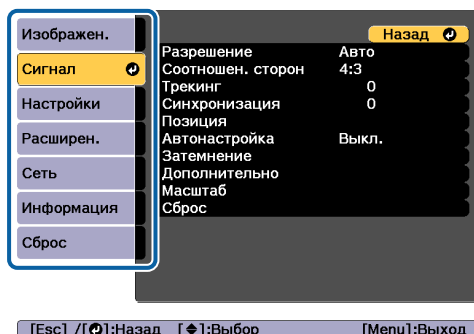 Изображен.
Сигнал
Настройки
Расширен.
Сеть
Информация
Сброс
Назад
Разрешение Авто
Соотношен. сторон 4:3
Трекинг 0
Синхронизация 0
Позиция
Автонастройка Выкл.
Затемнение
Дополнительно
Масштаб
Сброс
[Esc] /[↵]:Назад [◆]:Выбор [Menu]:Выход